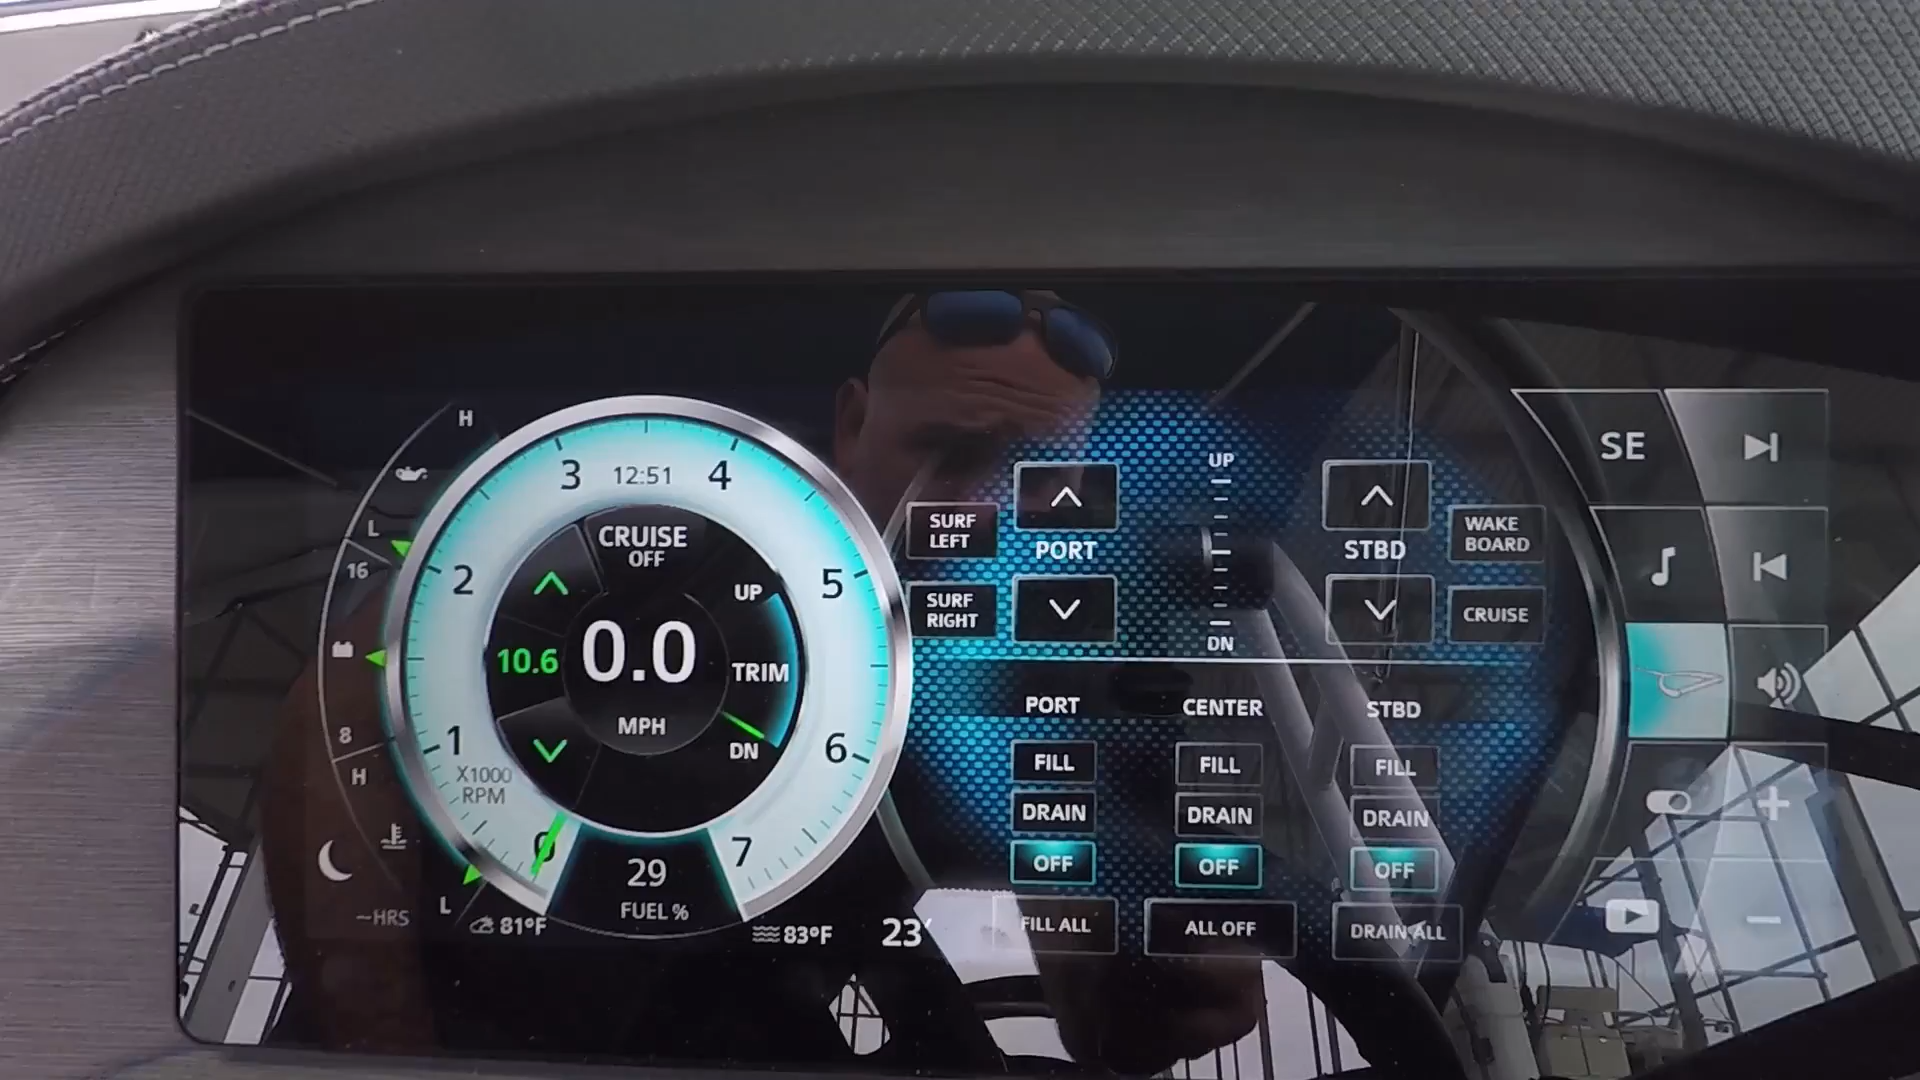 H
L
16
8
H
L
~HRS
81°F
12:51
0
1
2
3
4
5
6
7
X1000
RPM
CRUISE
OFF
10.6
0.0
MPH
UP
TRIM
DN
29
FUEL %
83°F
23'
SURF
LEFT
SURF
RIGHT
PORT
UP
DN
STBD
WAKE
BOARD
CRUISE
PORT
CENTER
STBD
FILL
FILL
FILL
DRAIN
DRAIN
DRAIN
OFF
OFF
OFF
FILL ALL
ALL OFF
DRAIN ALL
SE